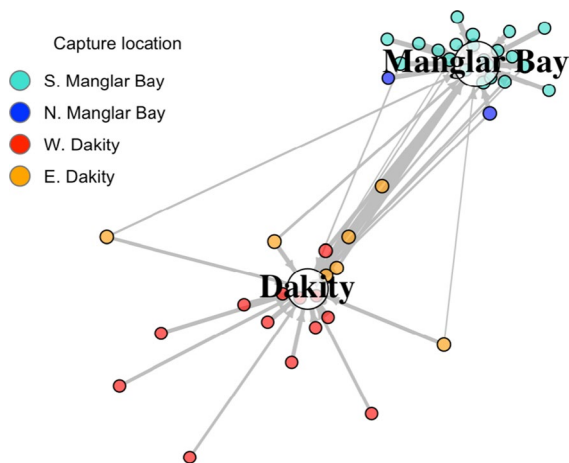 Capture location
S. Manglar Bay
N. Manglar Bay
W. Dakity
E. Dakity
Manglar Bay
Dakity